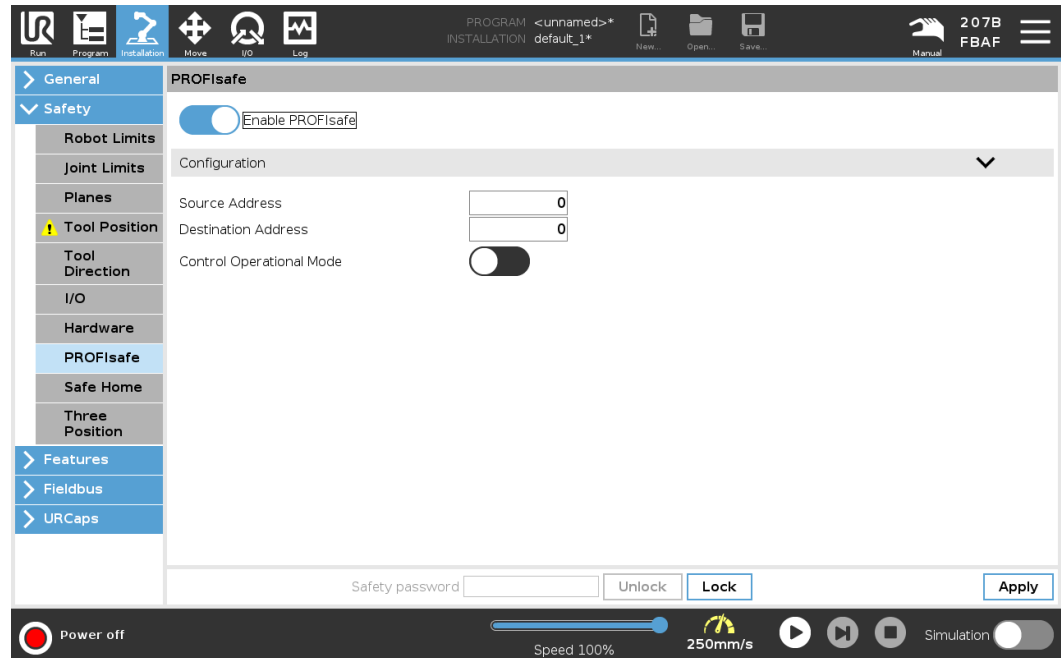 Run
Program
Installation
Move
I/O
Log
PROGRAM <unnamed>*
INSTALLATION default_1*
New...
Open...
Save...
Manual
207B
FBAF
General
Safety
Robot Limits
Joint Limits
Planes
Tool Position
Tool
Direction
I/O
Hardware
PROFIsafe
Safe Home
Three
Position
Features
Fieldbus
URCaps
PROFIsafe
Enable PROFIsafe
Configuration
Source Address 0
Destination Address 0
Control Operational Mode
Safety password Unlock Lock Apply
Power off
Speed 100%
250mm/s
Simulation